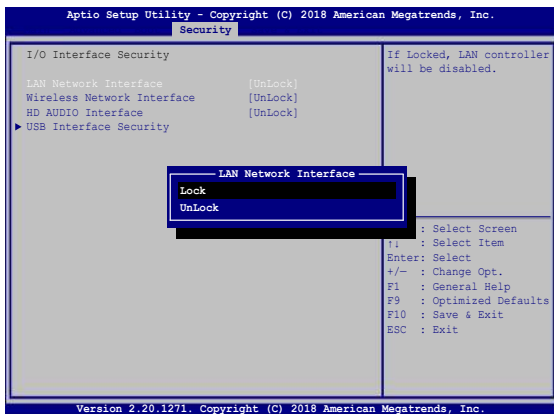 Aptio Setup Utility - Copyright (C) 2018 American Megatrends, Inc.
Security
I/O Interface Security
LAN Network Interface [UnLock]
Wireless Network Interface [UnLock]
HD AUDIO Interface [UnLock]
USB Interface Security
If Locked, LAN controller
will be disabled.
LAN Network Interface
Lock
UnLock
: Select Screen
↑↓ : Select Item
Enter: Select
+/— : Change Opt.
F1 : General Help
F9 : Optimized Defaults
F10 : Save & Exit
ESC : Exit
Version 2.20.1271. Copyright (C) 2018 American Megatrends, Inc.